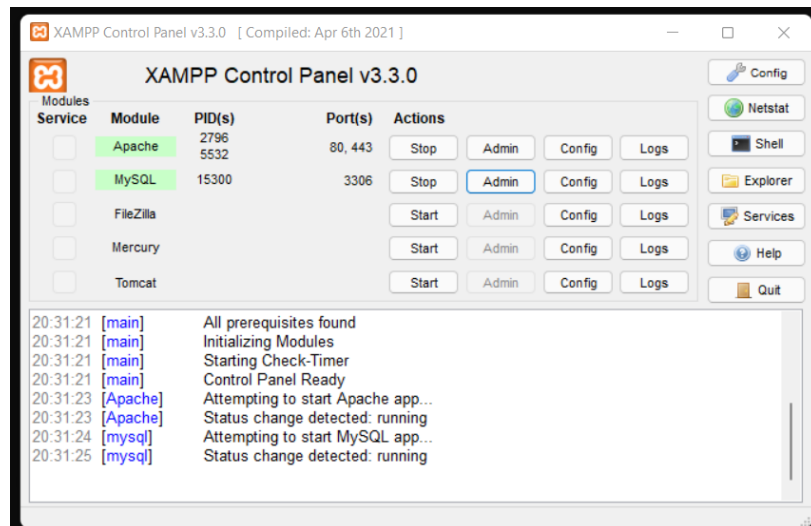 XAMPP Control Panel v3.3.0 [ Compiled: Apr 6th 2021 ]
XAMPP Control Panel v3.3.0
Config
Modules
Service Module PID(s) Port(s) Actions
Netstat
Apache 2796 5532 80, 443 Stop Admin Config Logs
Shell
MySQL 15300 3306 Stop Admin Config Logs
Explorer
FileZilla Start Admin Config Logs
Services
Mercury Start Admin Config Logs
Help
Tomcat Start Admin Config Logs
Quit
20:31:21 [main] All prerequisites found
20:31:21 [main] Initializing Modules
20:31:21 [main] Starting Check-Timer
20:31:21 [main] Control Panel Ready
20:31:23 [Apache] Attempting to start Apache app...
20:31:23 [Apache] Status change detected: running
20:31:24 [mysql] Attempting to start MySQL app...
20:31:25 [mysql] Status change detected: running